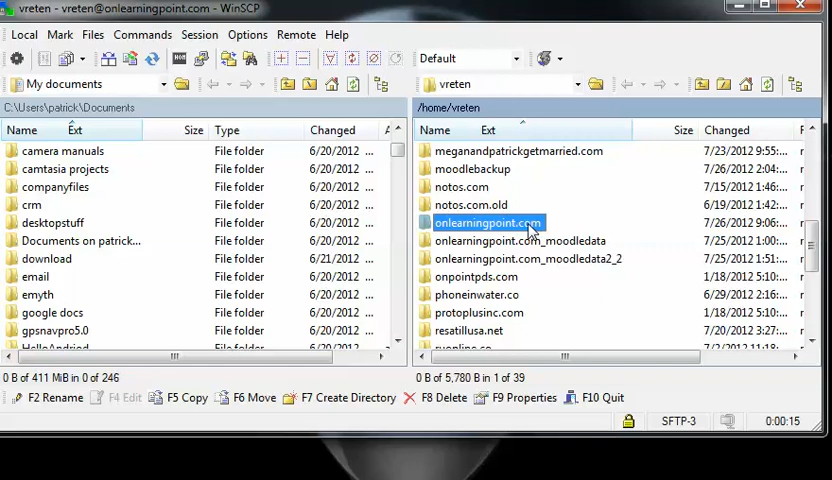 vreten - vreten@onlearningpoint.com - WinSCP
Local Mark Files Commands Session Options Remote Help
Default
My documents
vreten
C:\Users\patrick\Documents
/home/vreten
Name Ext Size Type Changed
Name Ext Size Changed
camera manuals File folder 6/20/2012 ...
meganandpatrickgetmarried.com 7/23/2012 9:55:...
camtasia projects File folder 6/20/2012 ...
moodlebackup 7/26/2012 2:04:...
companyfiles File folder 6/20/2012 ...
notos.com 7/15/2012 1:46:...
crm File folder 6/20/2012 ...
notos.com.old 6/19/2012 1:42:...
desktopstuff File folder 6/20/2012 ...
onlearningpoint.com 7/26/2012 9:06:...
Documents on patrick... File folder 6/20/2012 ...
onlearningpoint.com_moodledata 7/25/2012 1:00:...
download File folder 6/21/2012 ...
onlearningpoint.com_moodledata2_2 7/25/2012 ...
email File folder 6/20/2012 ...
onpointpds.com 1/18/2012 5:10:...
emyth File folder 6/20/2012 ...
phoneinwater.co 6/29/2012 2:16:...
google docs File folder 6/20/2012 ...
protoplusinc.com 1/18/2012 5:10:...
gpsnavpro5.0 File folder 6/20/2012 ...
resatillusa.net 7/20/2012 3:27:...
HelloAndried File folder 6/20/2012 ...
ruonline.co
0 B of 411 MiB in 0 of 246
0 B of 5,780 B in 1 of 39
F2 Rename F4 Edit F5 Copy F6 Move F7 Create Directory F8 Delete F9 Properties F10 Quit
SFTP-3 0:00:15